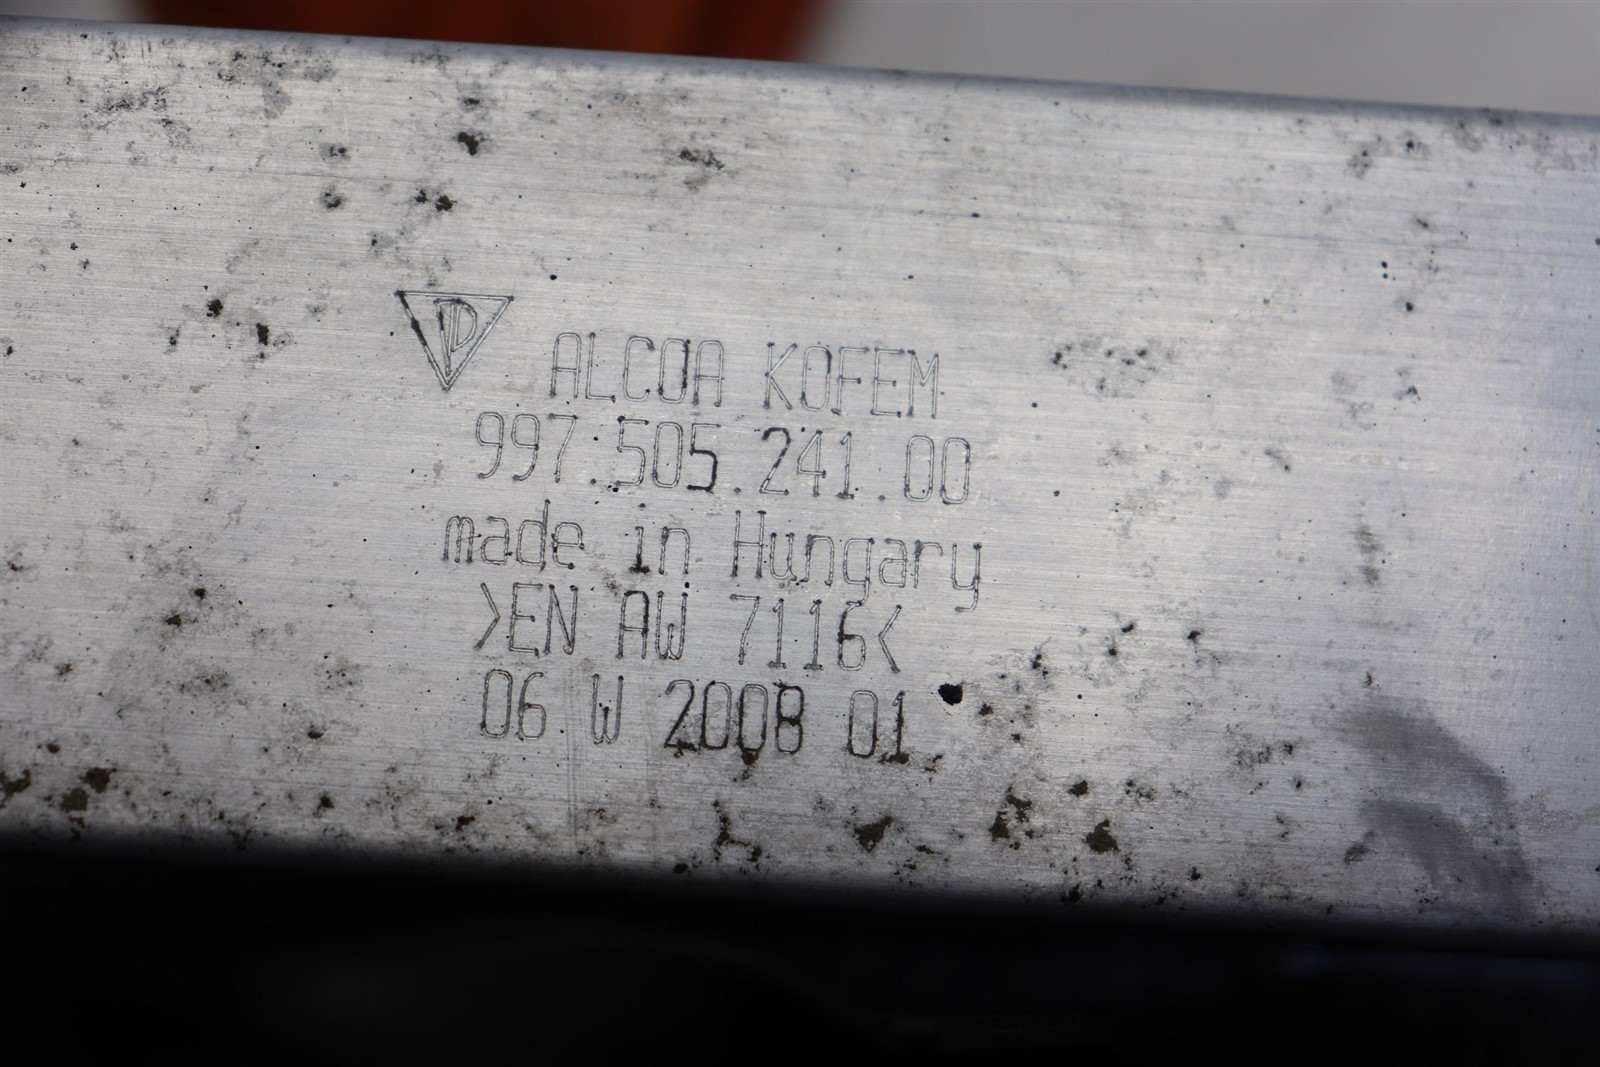 ALCOA KOFEM
997.505.241.00
made in Hungary
>EN AW 7116<
06 W 2008 01